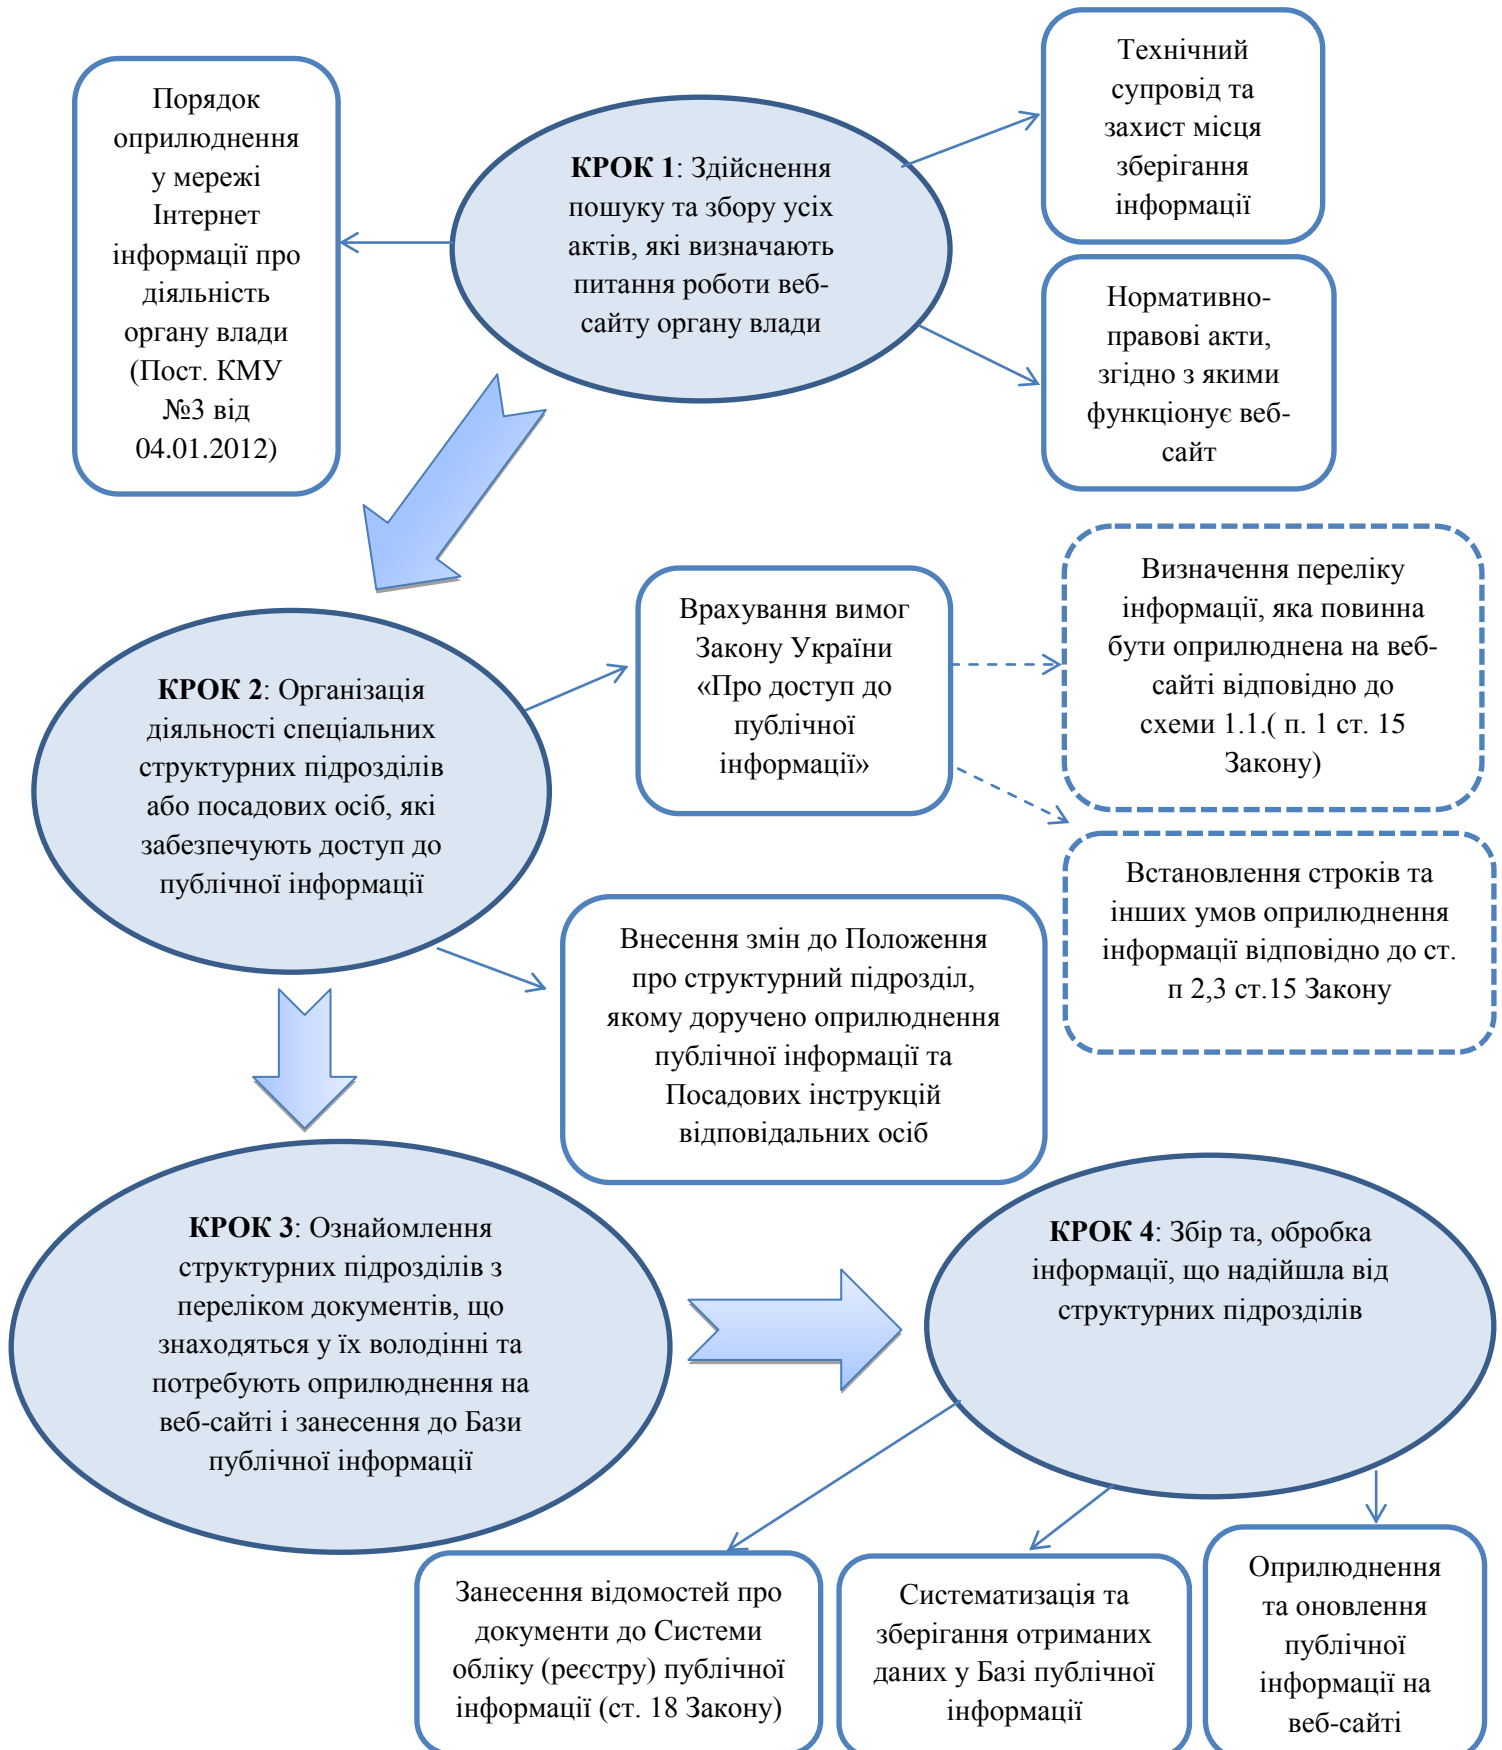 Порядок
оприлюднення
у мережі
Інтернет
інформації про
діяльність
органу влади
(Пост. КМУ
№3 від
04.01.2012)
КРОК 1: Здійснення
пошуку та збору усіх
актів, які визначають
питання роботи веб-
сайту органу влади
Технічний
супровід та
захист місця
зберігання
інформації
Нормативно-
правові акти,
згідно з якими
функціонує веб-
сайт
КРОК 2: Організація
діяльності спеціальних
структурних підрозділів
або посадових осіб, які
забезпечують доступ до
публічної інформації
Врахування вимог
Закону України
«Про доступ до
публічної
інформації»
Визначення переліку
інформації, яка повинна
бути оприлюднена на веб-
сайті відповідно до
схеми 1.1.( п. 1 ст. 15
Закону)
Встановлення строків та
інших умов оприлюднення
інформації відповідно до ст.
п 2,3 ст.15 Закону
Внесення змін до Положення
про структурний підрозділ,
якому доручено оприлюднення
публічної інформації та
Посадових інструкцій
відповідальних осіб
КРОК 3: Ознайомлення
структурних підрозділів з
переліком документів, що
знаходяться у їх володінні та
потребують оприлюднення на
веб-сайті і занесення до Бази
публічної інформації
КРОК 4: Збір та, обробка
інформації, що надійшла від
структурних підрозділів
Занесення відомостей про
документи до Системи
обліку (реєстру) публічної
інформації (ст. 18 Закону)
Систематизація та
зберігання отриманих
даних у Базі публічної
інформації
Оприлюднення
та оновлення
публічної
інформації на
веб-сайті